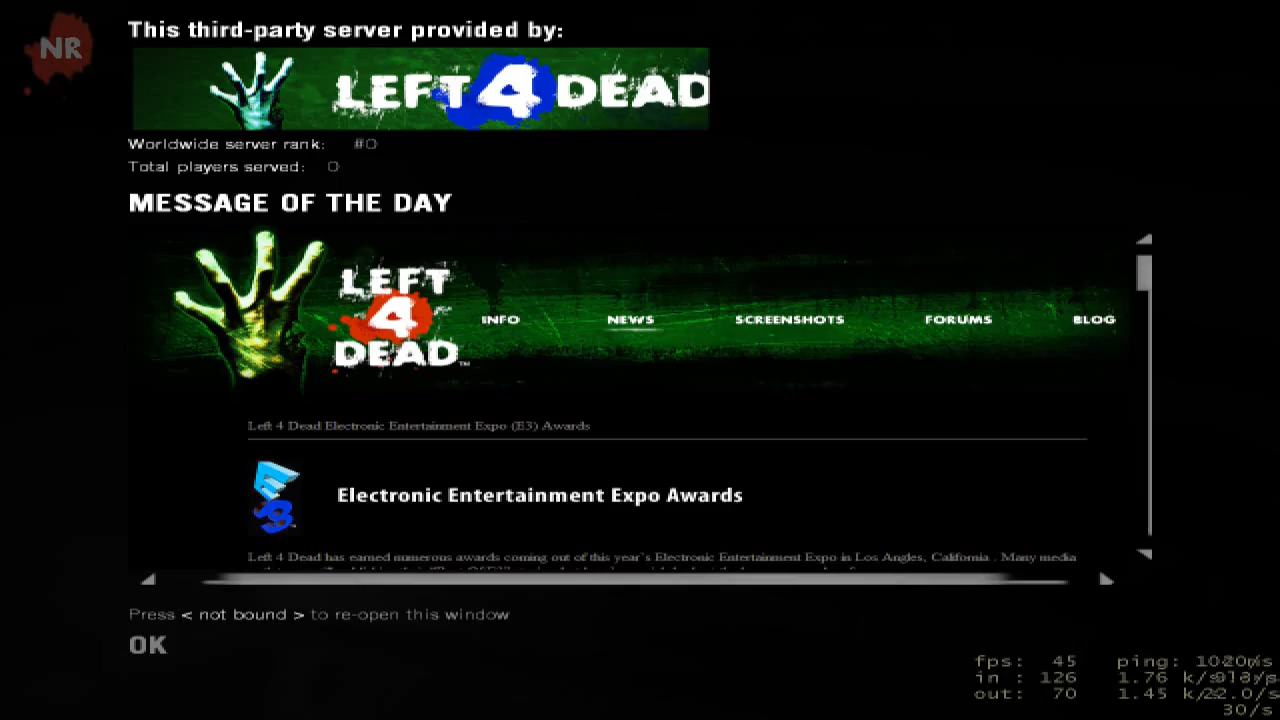 NR
This third-party server provided by:
LEFT 4 DEAD
Worldwide server rank: #0
Total players served: 0
MESSAGE OF THE DAY
LEFT
4
DEAD™
INFO NEWS SCREENSHOTS FORUMS BLOG
Left 4 Dead Electronic Entertainment Expo (E3) Awards
E3
Electronic Entertainment Expo Awards
Left 4 Dead has earned numerous awards coming out of this year's Electronic Entertainment Expo in Los Angles, California . Many media
Press < not bound > to re-open this window
OK
fps: 45 ping:
in : 126 1.76 k/s
out: 70 1.45 k/s
30/s